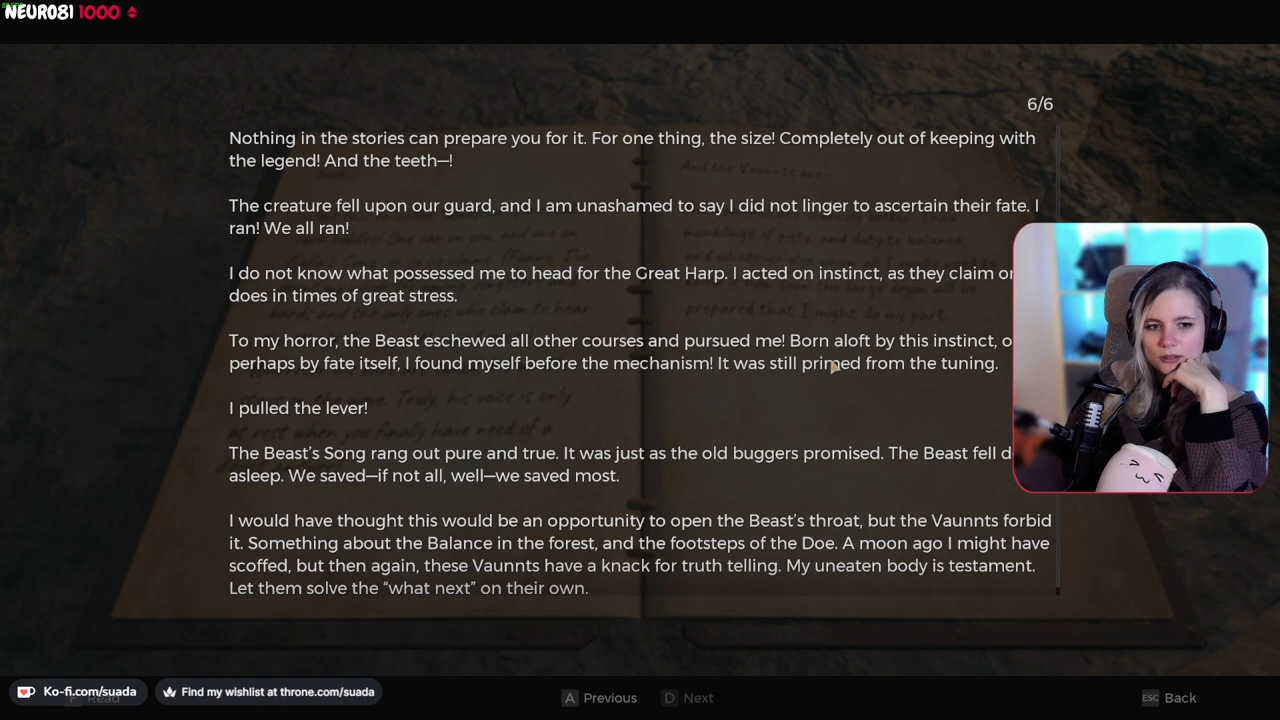 NEURO81 1000
6/6
Nothing in the stories can prepare you for it. For one thing, the size! Completely out of keeping with
the legend! And the teeth—!
The creature fell upon our guard, and I am unashamed to say I did not linger to ascertain their fate. I
ran! We all ran!
I do not know what possessed me to head for the Great Harp. I acted on instinct, as they claim
does in times of great stress.
To my horror, the Beast eschewed all other courses and pursued me! Born aloft by this instinct,
perhaps by fate itself, I found myself before the mechanism! It was still primed from the tuning.
I pulled the lever!
The Beast's Song rang out pure and true. It was just as the old buggers promised. The Beast fell
asleep. We saved—if not all, well—we saved most.
I would have thought this would be an opportunity to open the Beast's throat, but the Vaunnts forbid
it. Something about the Balance in the forest, and the footsteps of the Doe. A moon ago I might have
scoffed, but then again, these Vaunnts have a knack for truth telling. My uneaten body is testament.
Let them solve the “what next” on their own.
Ko-fi.com/suada
Find my wishlist at throne.com/suada
Read
A Previous
D Next
ESC Back